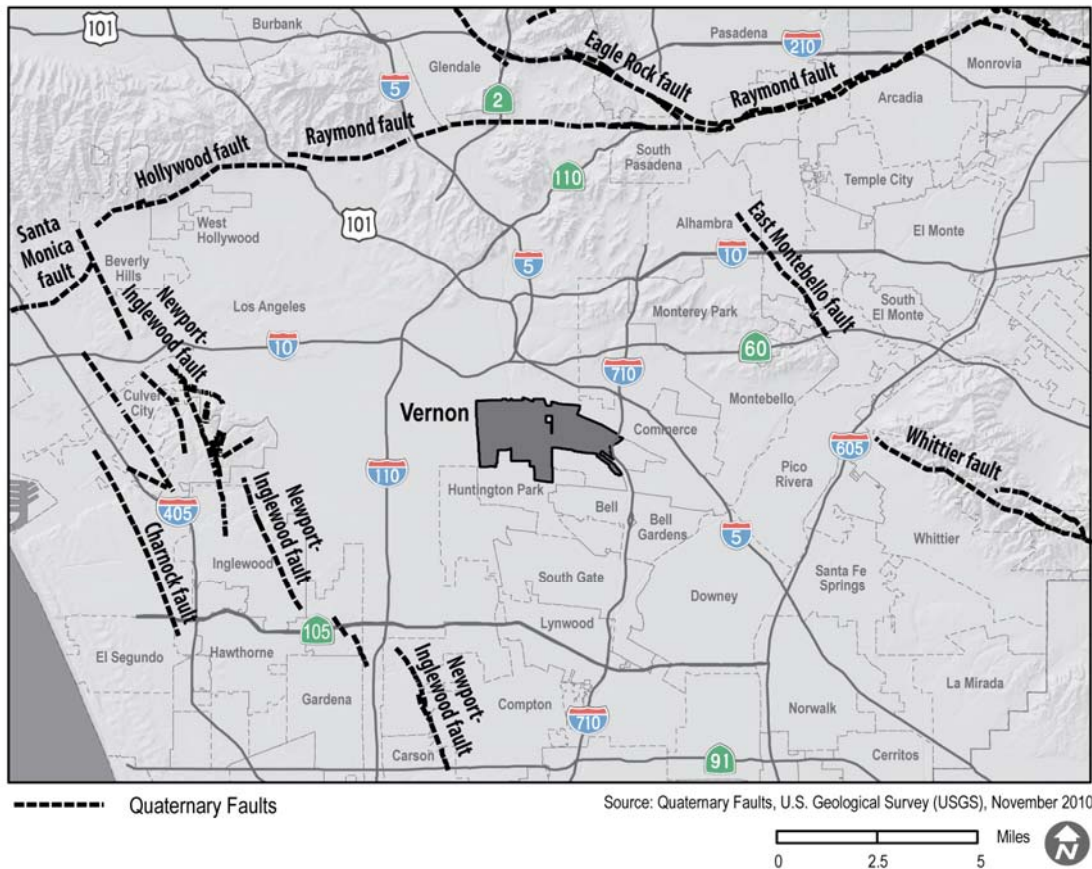 101
Burbank
Pasadena
210
Glendale
Eagle Rock fault
Monrovia
5
2
Raymond fault
Arcadia
Raymond fault
Hollywood fault
South
Pasadena
110
Temple City
West
Hollywood
101
Santa
Monica
fault
Alhambra
El Monte
Beverly
Hills
5
10
East Montebello fault
Newport-
Inglewood fault
Los Angeles
South
El Monte
Monterey Park
10
60
710
Culver
City
Montebello
Vernon
Commerce
605
Whittier fault
110
Pico
Rivera
Huntington Park
Bell
405
Newport-
Inglewood fault
Bell
Gardens
5
Whittier
Charnock fault
Inglewood
South Gate
Santa Fe
Springs
Downey
105
Lynwood
El Segundo
Hawthorne
Newport-
Inglewood fault
La Mirada
Gardena
Compton
710
Norwalk
Carson
91
Cerritos
Quaternary Faults
Source: Quaternary Faults, U.S. Geological Survey (USGS), November 2010
Miles
0 2.5 5
N